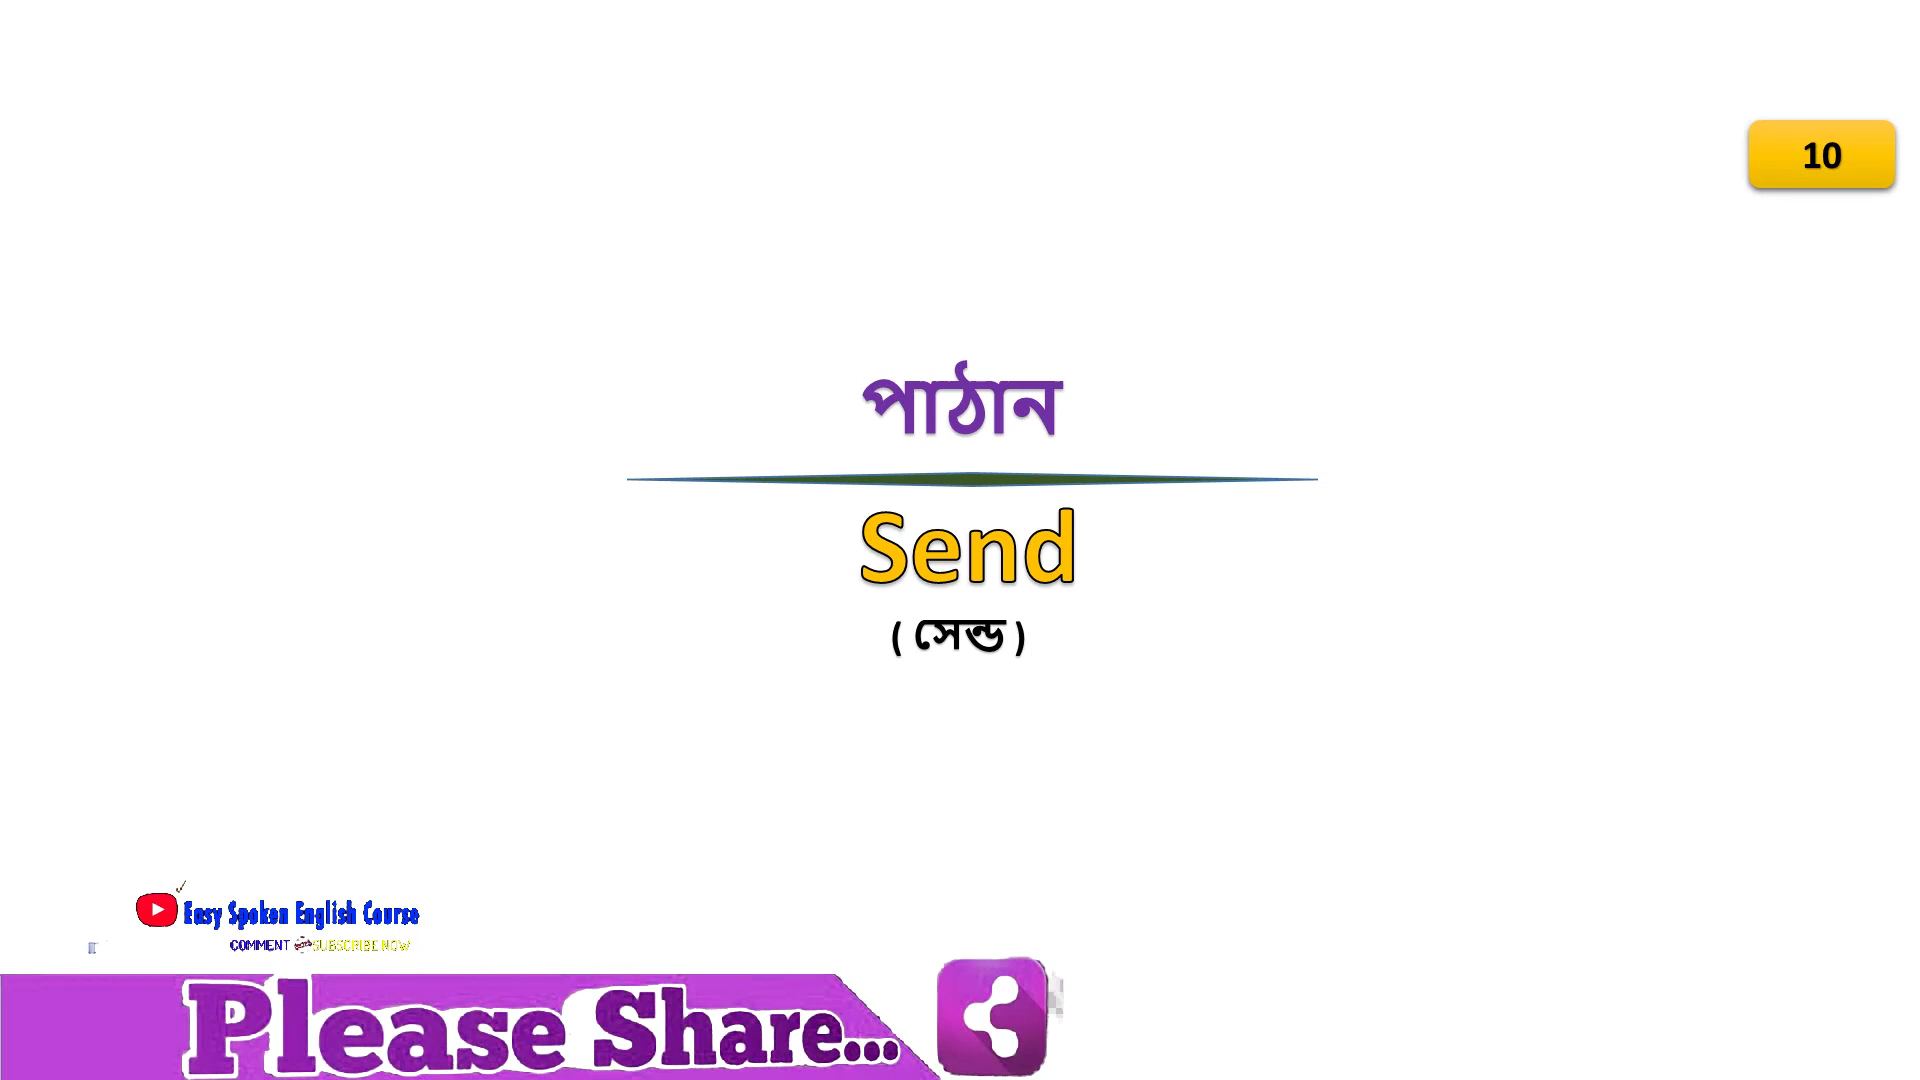 10
পাঠান
Send
( সেন্ড )
Easy Spoken English Course
COMMENT SUBSCRIBE NOW
Please Share...